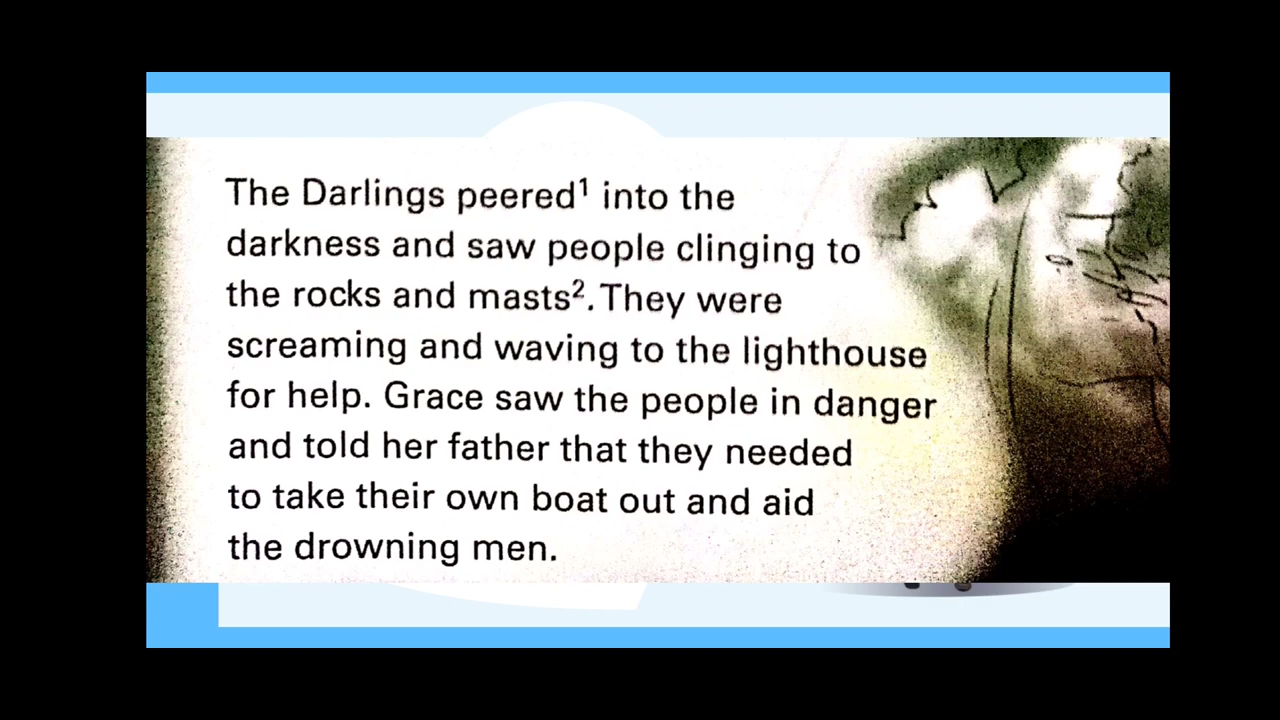 The Darlings peered¹ into the
darkness and saw people clinging to
the rocks and masts². They were
screaming and waving to the lighthouse
for help. Grace saw the people in danger
and told her father that they needed
to take their own boat out and aid
the drowning men.